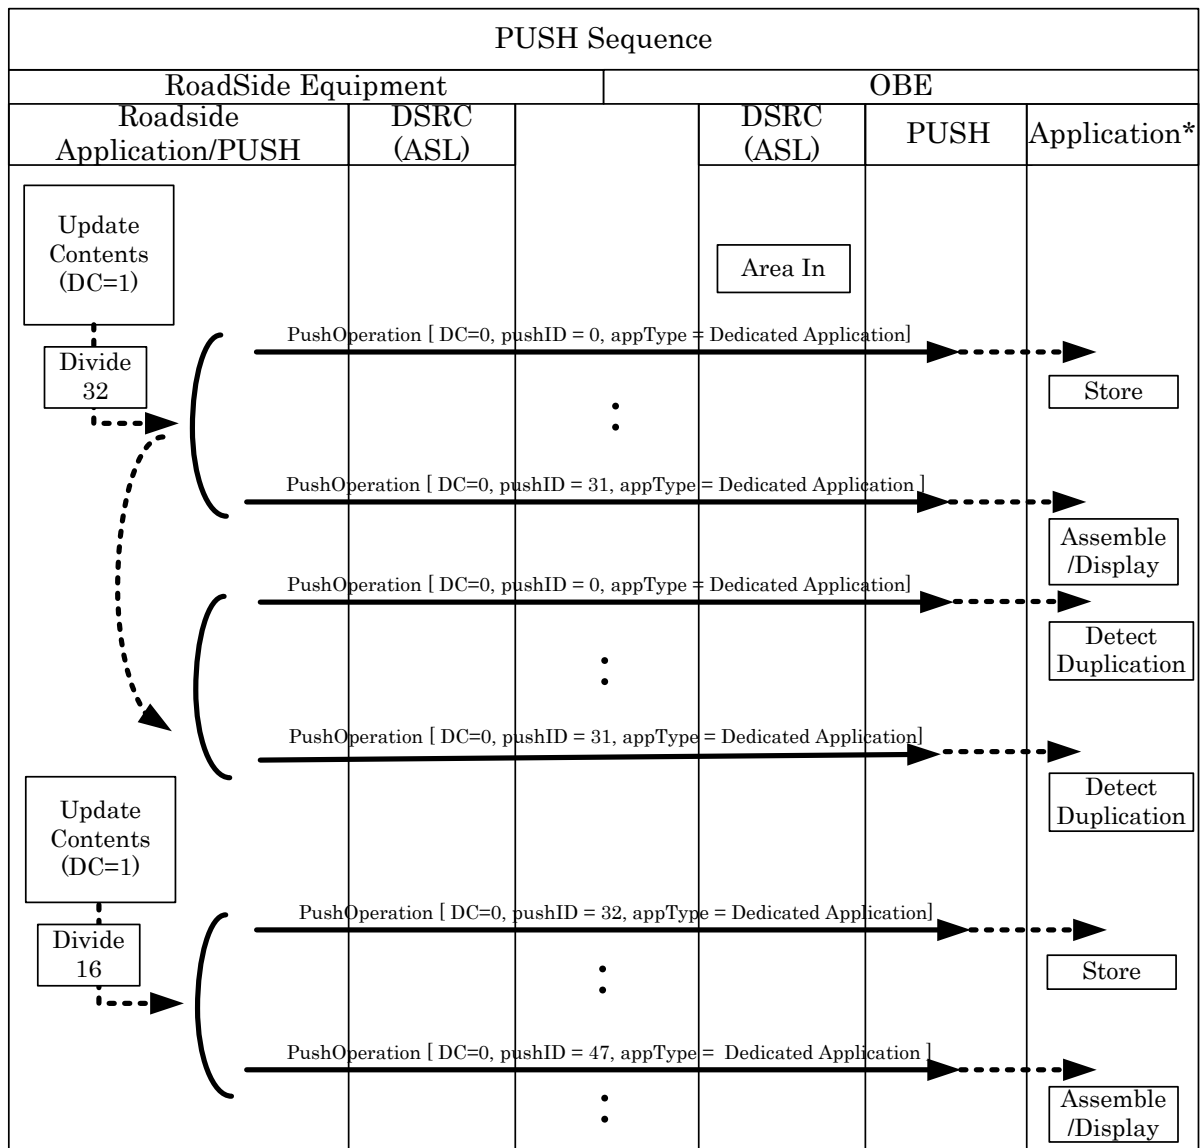 PUSH Sequence
RoadSide Equipment
OBE
Roadside
Application/PUSH
DSRC
(ASL)
DSRC
(ASL)
PUSH
Application*
Update
Contents
(DC=1)
Area In
PushOperation [ DC=0, pushID = 0, appType = Dedicated Application]
Divide
32
Store
:
PushOperation [ DC=0, pushID = 31, appType = Dedicated Application ]
Assemble
/Display
PushOperation [ DC=0, pushID = 0, appType = Dedicated Application]
Detect
Duplication
:
PushOperation [ DC=0, pushID = 31, appType = Dedicated Application]
Detect
Duplication
Update
Contents
(DC=1)
PushOperation [ DC=0, pushID = 32, appType = Dedicated Application]
Divide
16
Store
:
PushOperation [ DC=0, pushID = 47, appType =  Dedicated Application ]
:
Assemble
/Display